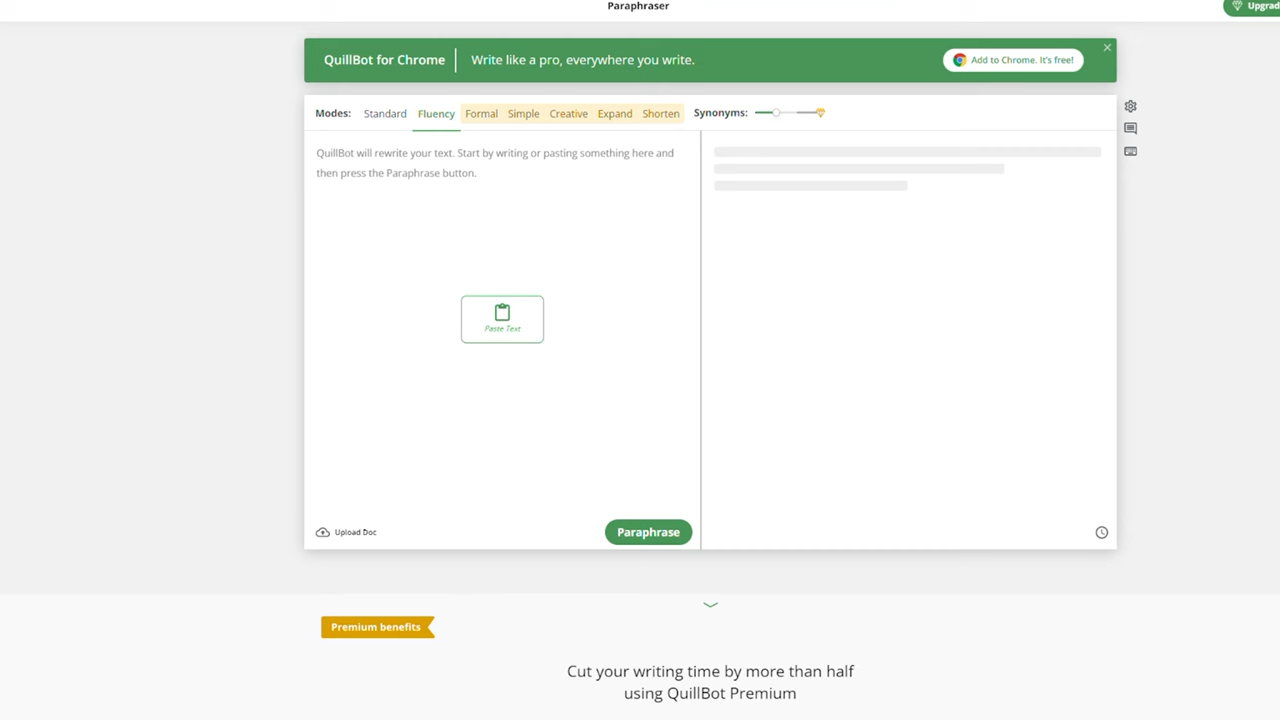 Paraphraser
Upgrad
QuillBot for Chrome
Write like a pro, everywhere you write.
Add to Chrome. It's free!
Modes: Standard Fluency Formal Simple Creative Expand Shorten Synonyms:
QuillBot will rewrite your text. Start by writing or pasting something here and
then press the Paraphrase button.
Paste Text
Upload Doc
Paraphrase
Premium benefits
Cut your writing time by more than half
using QuillBot Premium